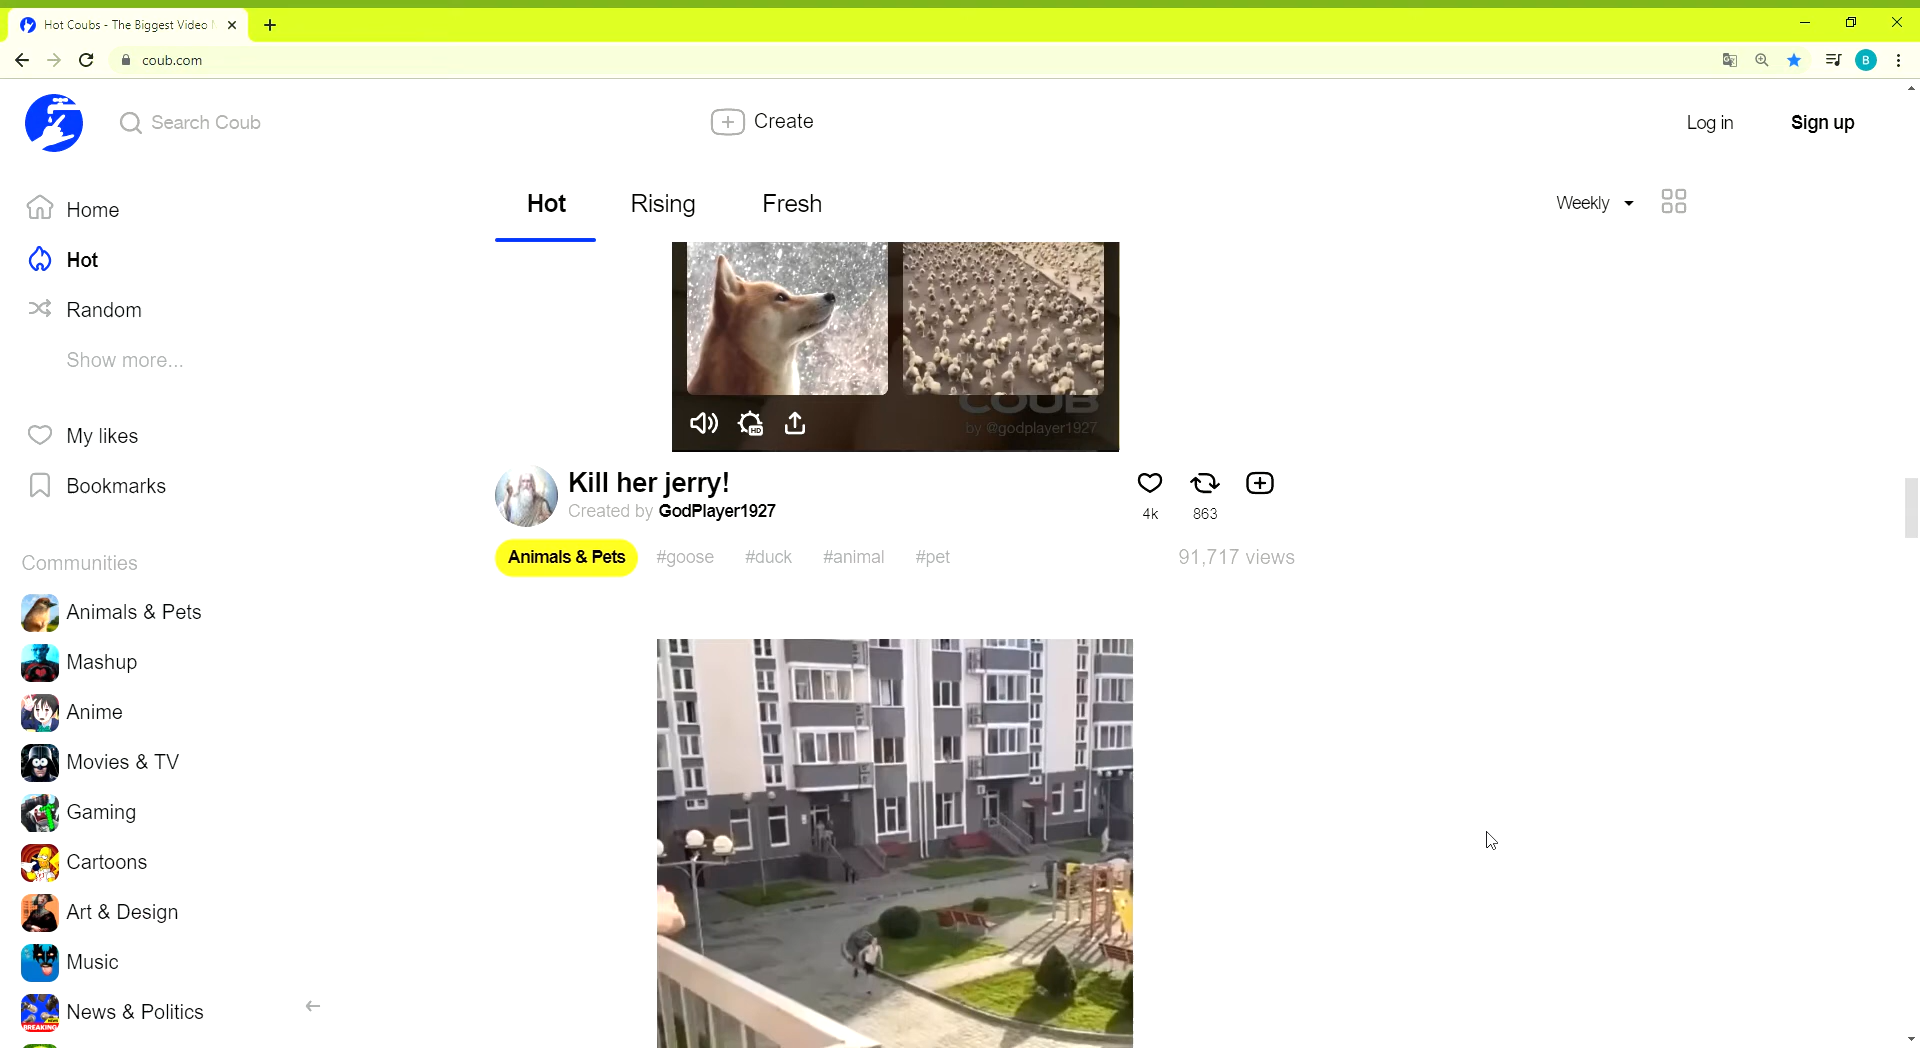 Hot Coubs - The Biggest Video
coub.com
B
Search Coub
Create
Log in
Sign up
Home
Hot
Random
Show more...
My likes
Bookmarks
Communities
Animals & Pets
Mashup
Anime
Movies & TV
Gaming
Cartoons
Art & Design
Music
BREAKING
News & Politics
Hot
Rising
Fresh
Weekly
HD
COUB
by @godplayer1927
Kill her jerry!
Created by GodPlayer1927
4k
863
Animals & Pets
#goose
#duck
#animal
#pet
91,717 views